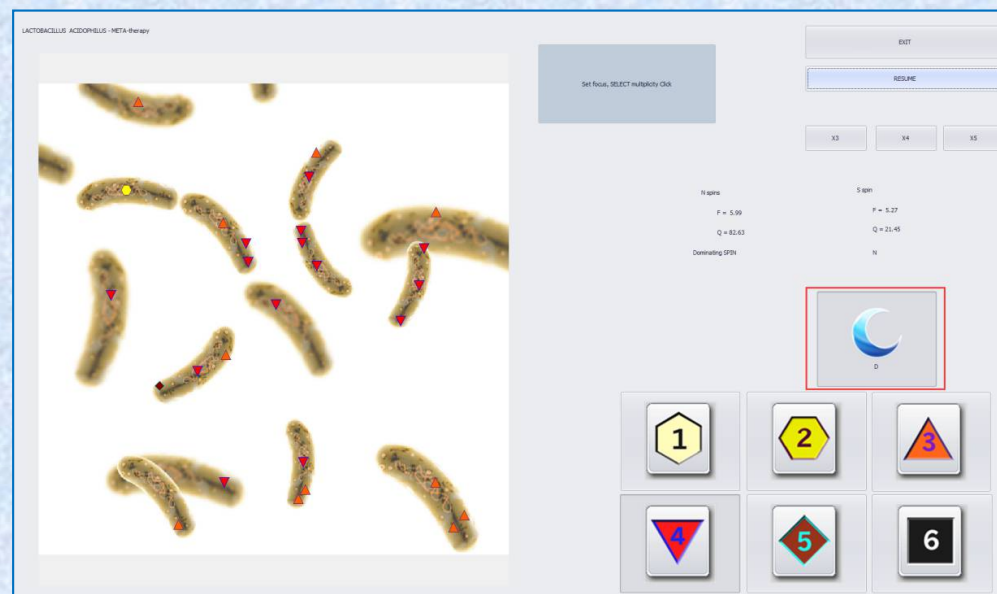 LACTOBACILLUS ACIDOPHILUS - META-therapy
Set focus, SELECT multiplicity Click
EXIT
RESUME
X3 X4 X5
N spins S spin
F = 5.99 F = 5.27
Q = 82.63 Q = 21.45
Dominating SPIN N
D
1 2 3
4 5 6